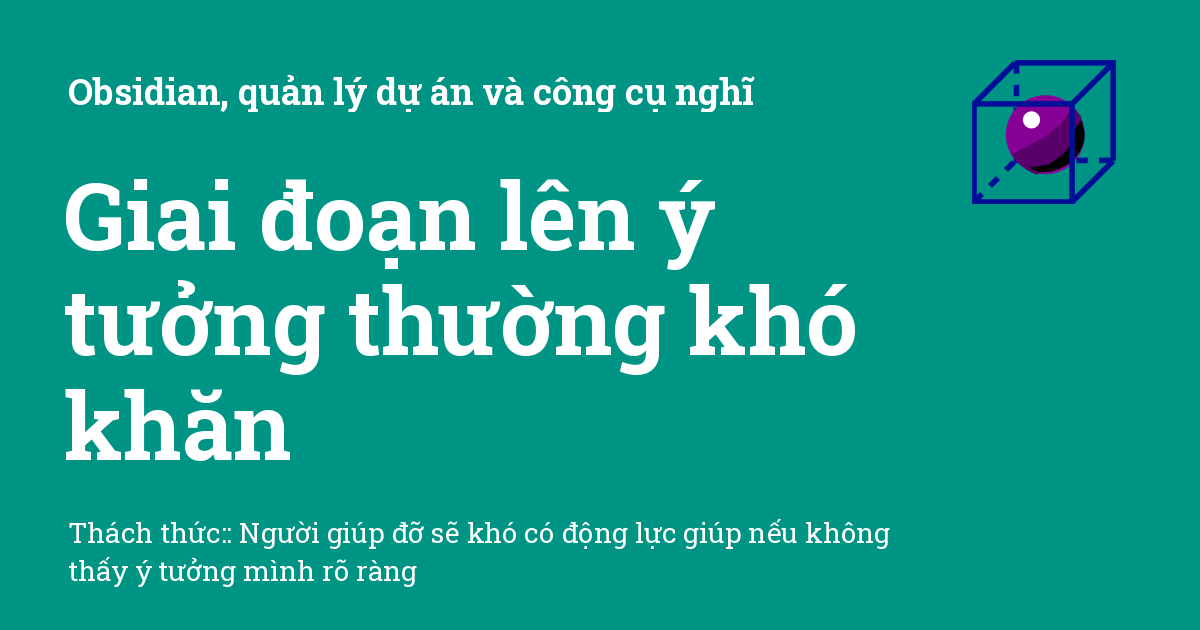 Obsidian, quản lý dự án và công cụ nghĩ
Giai đoạn lên ý
tưởng thường khó
khăn
Thách thức:: Người giúp đỡ sẽ khó có động lực giúp nếu không
thấy ý tưởng mình rõ ràng